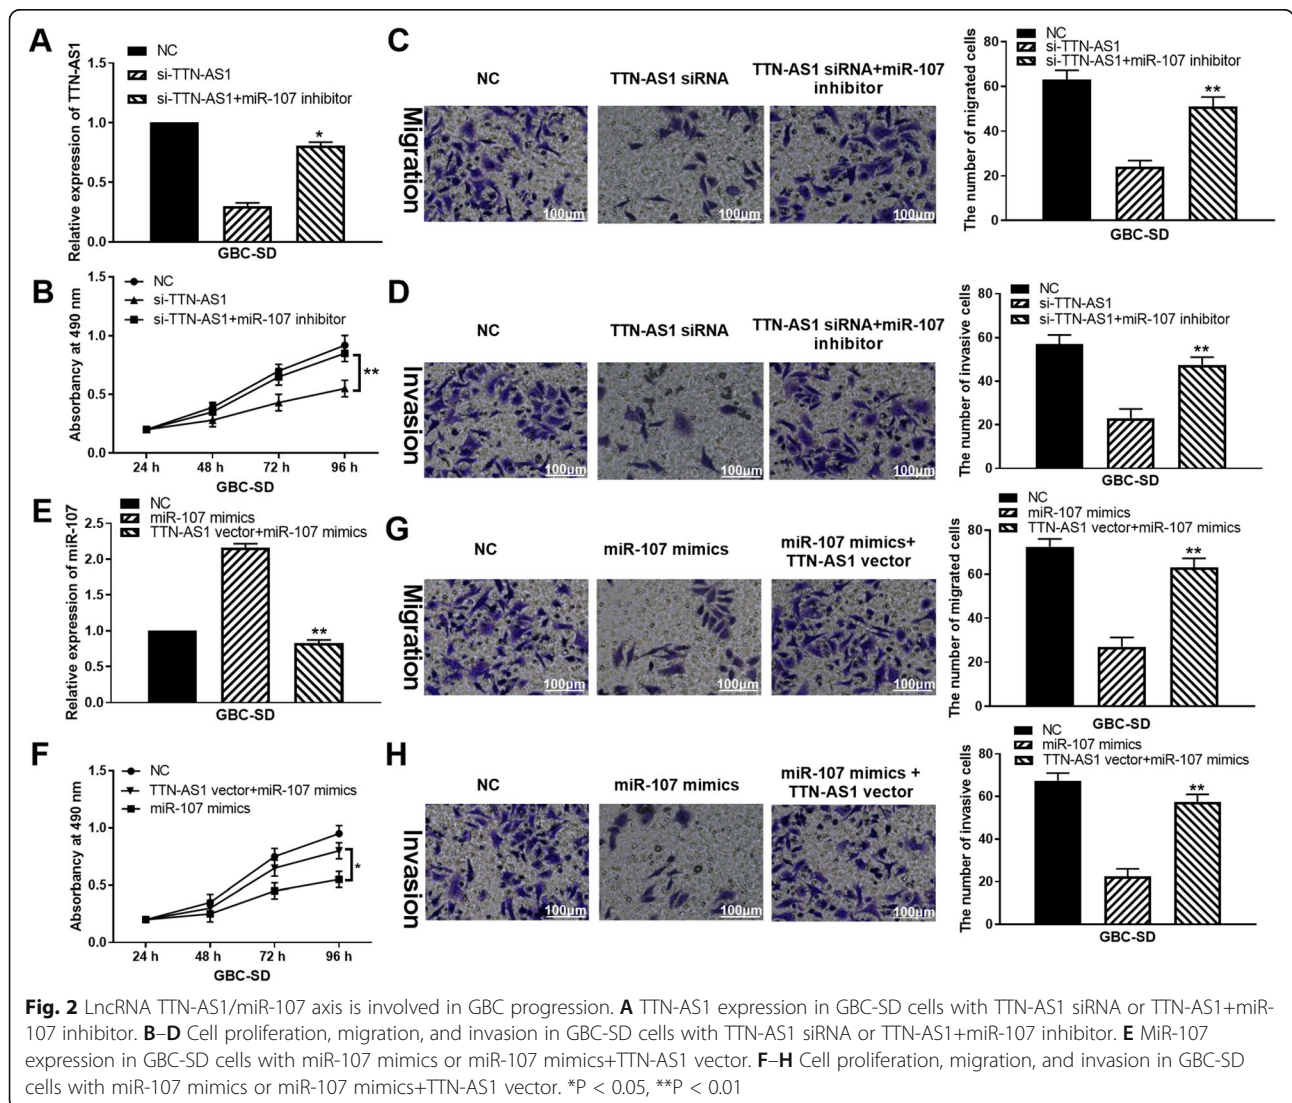 A
NC
si-TTN-AS1
si-TTN-AS1+miR-107 inhibitor
Relative expression of TTN-AS1
1.5
1.0
0.5
0.0
*
GBC-SD
B
NC
si-TTN-AS1
si-TTN-AS1+miR-107 inhibitor
Absorbancy at 490 nm
1.5
1.0
0.5
0.0
**
24 h 48 h 72 h 96 h
GBC-SD
C
NC
TTN-AS1 siRNA
TTN-AS1 siRNA+miR-107
inhibitor
Migration
100μm
100μm
100μm
NC
si-TTN-AS1
si-TTN-AS1+miR-107 inhibitor
The number of migrated cells
80
60
40
20
0
**
GBC-SD
D
NC
TTN-AS1 siRNA
TTN-AS1 siRNA+miR-107
inhibitor
Invasion
100μm
100μm
100μm
NC
si-TTN-AS1
si-TTN-AS1+miR-107 inhibitor
The number of invasive cells
80
60
40
20
0
**
GBC-SD
E
NC
miR-107 mimics
TTN-AS1 vector+miR-107 mimics
Relative expression of miR-107
2.5
2.0
1.5
1.0
0.5
0.0
**
GBC-SD
F
NC
TTN-AS1 vector+miR-107 mimics
miR-107 mimics
Absorbancy at 490 nm
1.5
1.0
0.5
0.0
*
24 h 48 h 72 h 96 h
GBC-SD
G
NC
miR-107 mimics
miR-107 mimics+
TTN-AS1 vector
Migration
100μm
100μm
100μm
NC
miR-107 mimics
TTN-AS1 vector+miR-107 mimics
The number of migrated cells
80
60
40
20
0
**
GBC-SD
H
NC
miR-107 mimics
miR-107 mimics +
TTN-AS1 vector
Invasion
100μm
100μm
100μm
NC
miR-107 mimics
TTN-AS1 vector+miR-107 mimics
The number of invasive cells
80
60
40
20
0
**
GBC-SD
Fig. 2 LncRNA TTN-AS1/miR-107 axis is involved in GBC progression. A TTN-AS1 expression in GBC-SD cells with TTN-AS1 siRNA or TTN-AS1+miR-
107 inhibitor. B–D Cell proliferation, migration, and invasion in GBC-SD cells with TTN-AS1 siRNA or TTN-AS1+miR-107 inhibitor. E MiR-107
expression in GBC-SD cells with miR-107 mimics or miR-107 mimics+TTN-AS1 vector. F–H Cell proliferation, migration, and invasion in GBC-SD
cells with miR-107 mimics or miR-107 mimics+TTN-AS1 vector. *P < 0.05, **P < 0.01